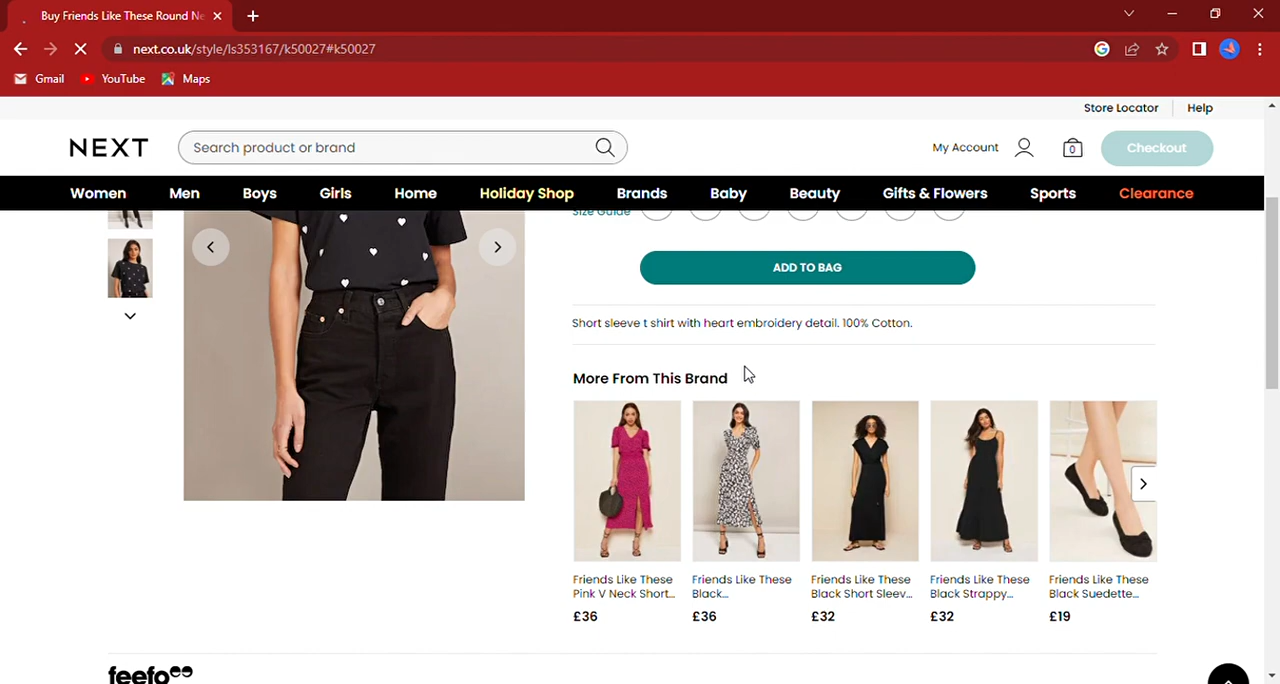 Buy Friends Like These Round Ne
next.co.uk/style/ls353167/k50027#k50027
Gmail YouTube Maps
Store Locator Help
NEXT Search product or brand My Account 0 Checkout
Women Men Boys Girls Home Holiday Shop Brands Baby Beauty Gifts & Flowers Sports Clearance
Size Guide
ADD TO BAG
Short sleeve t shirt with heart embroidery detail. 100% Cotton.
More From This Brand
Friends Like These Friends Like These Friends Like These Friends Like These Friends Like These
Pink V Neck Short... Black... Black Short Sleev... Black Strappy... Black Suedette...
£36 £36 £32 £32 £19
feefo